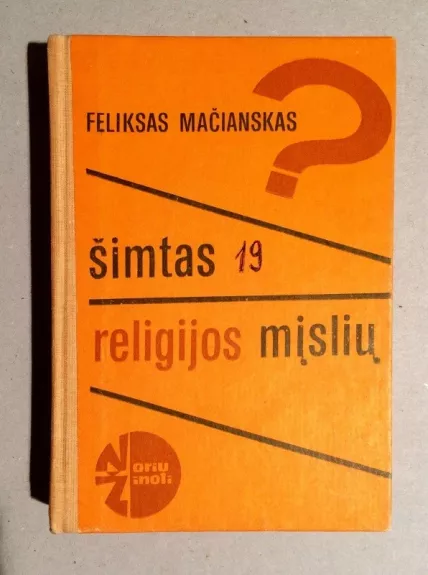 FELIKSAS MAČIANSKAS
?
šimtas 19
religijos mįslių
Noriu
Žinoti